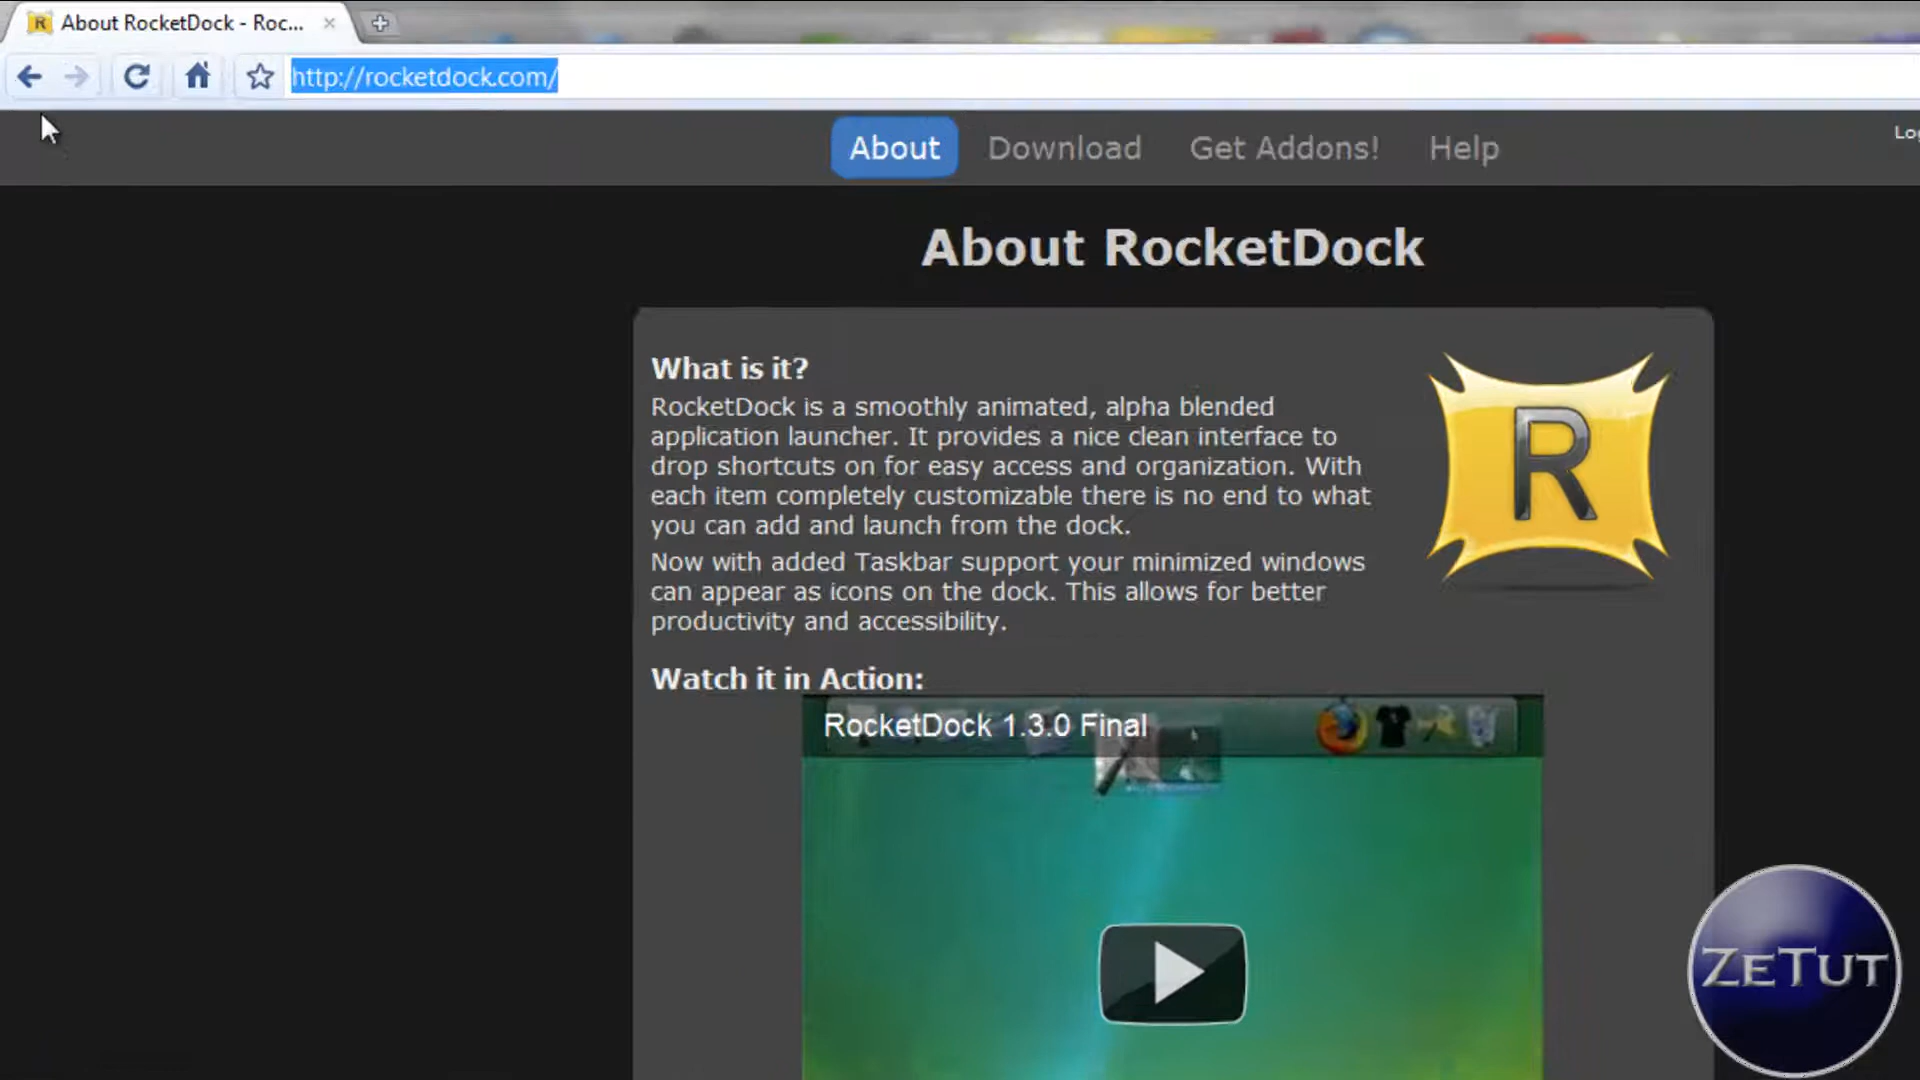 About RocketDock - Roc...
http://rocketdock.com/
About Download Get Addons! Help
About RocketDock
What is it?
RocketDock is a smoothly animated, alpha blended
application launcher. It provides a nice clean interface to
drop shortcuts on for easy access and organization. With
each item completely customizable there is no end to what
you can add and launch from the dock.
Now with added Taskbar support your minimized windows
can appear as icons on the dock. This allows for better
productivity and accessibility.
R
Watch it in Action:
RocketDock 1.3.0 Final
ZeTut